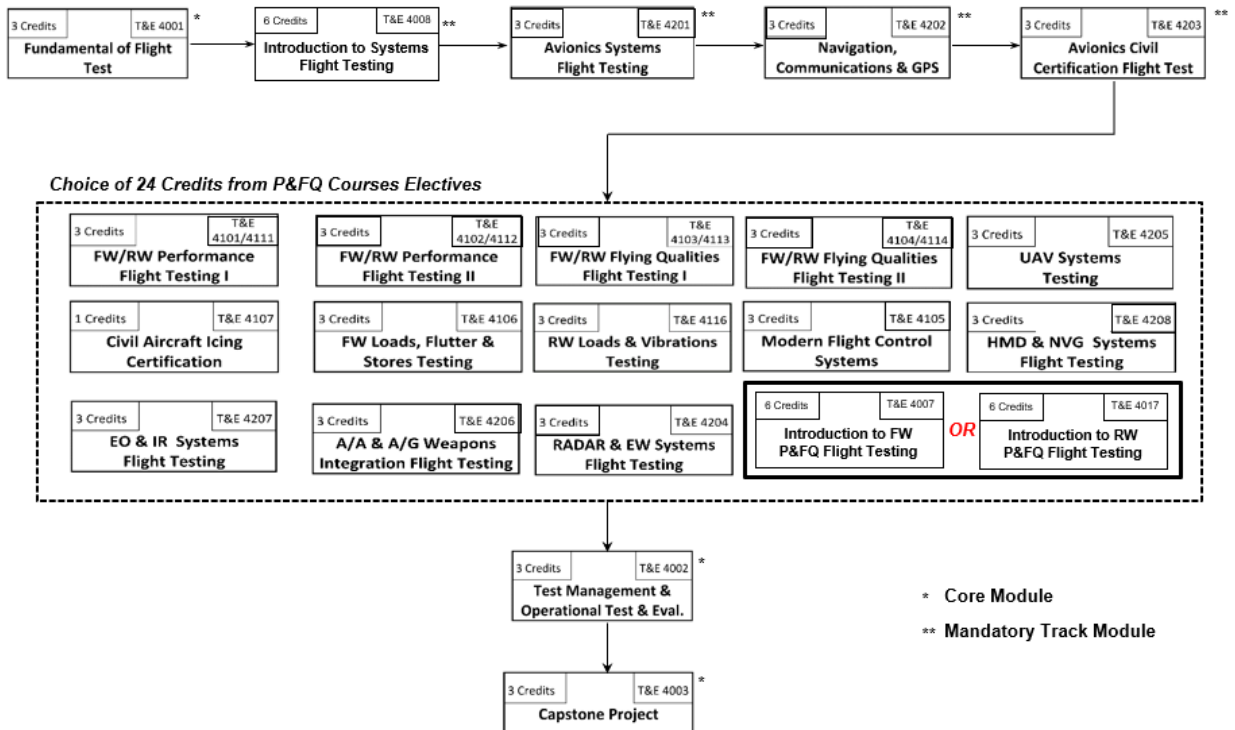 3 Credits T&E 4001 *
Fundamental of Flight
Test
6 Credits T&E 4008 **
Introduction to Systems
Flight Testing
3 Credits T&E 4201 **
Avionics Systems
Flight Testing
3 Credits T&E 4202 **
Navigation,
Communications & GPS
3 Credits T&E 4203 **
Avionics Civil
Certification Flight Test
Choice of 24 Credits from P&FQ Courses Electives
3 Credits T&E
4101/4111
FW/RW Performance
Flight Testing I
3 Credits T&E
4102/4112
FW/RW Performance
Flight Testing II
3 Credits T&E
4103/4113
FW/RW Flying Qualities
Flight Testing I
3 Credits T&E
4104/4114
FW/RW Flying Qualities
Flight Testing II
3 Credits T&E 4205
UAV Systems
Testing
1 Credits T&E 4107
Civil Aircraft Icing
Certification
3 Credits T&E 4106
FW Loads, Flutter &
Stores Testing
3 Credits T&E 4116
RW Loads & Vibrations
Testing
3 Credits T&E 4105
Modern Flight Control
Systems
3 Credits T&E 4208
HMD & NVG Systems
Flight Testing
3 Credits T&E 4207
EO & IR Systems
Flight Testing
3 Credits T&E 4206
A/A & A/G Weapons
Integration Flight Testing
3 Credits T&E 4204
RADAR & EW Systems
Flight Testing
6 Credits T&E 4007
Introduction to FW
P&FQ Flight Testing
OR
6 Credits T&E 4017
Introduction to RW
P&FQ Flight Testing
3 Credits T&E 4002 *
Test Management &
Operational Test & Eval.
* Core Module
** Mandatory Track Module
3 Credits T&E 4003 *
Capstone Project